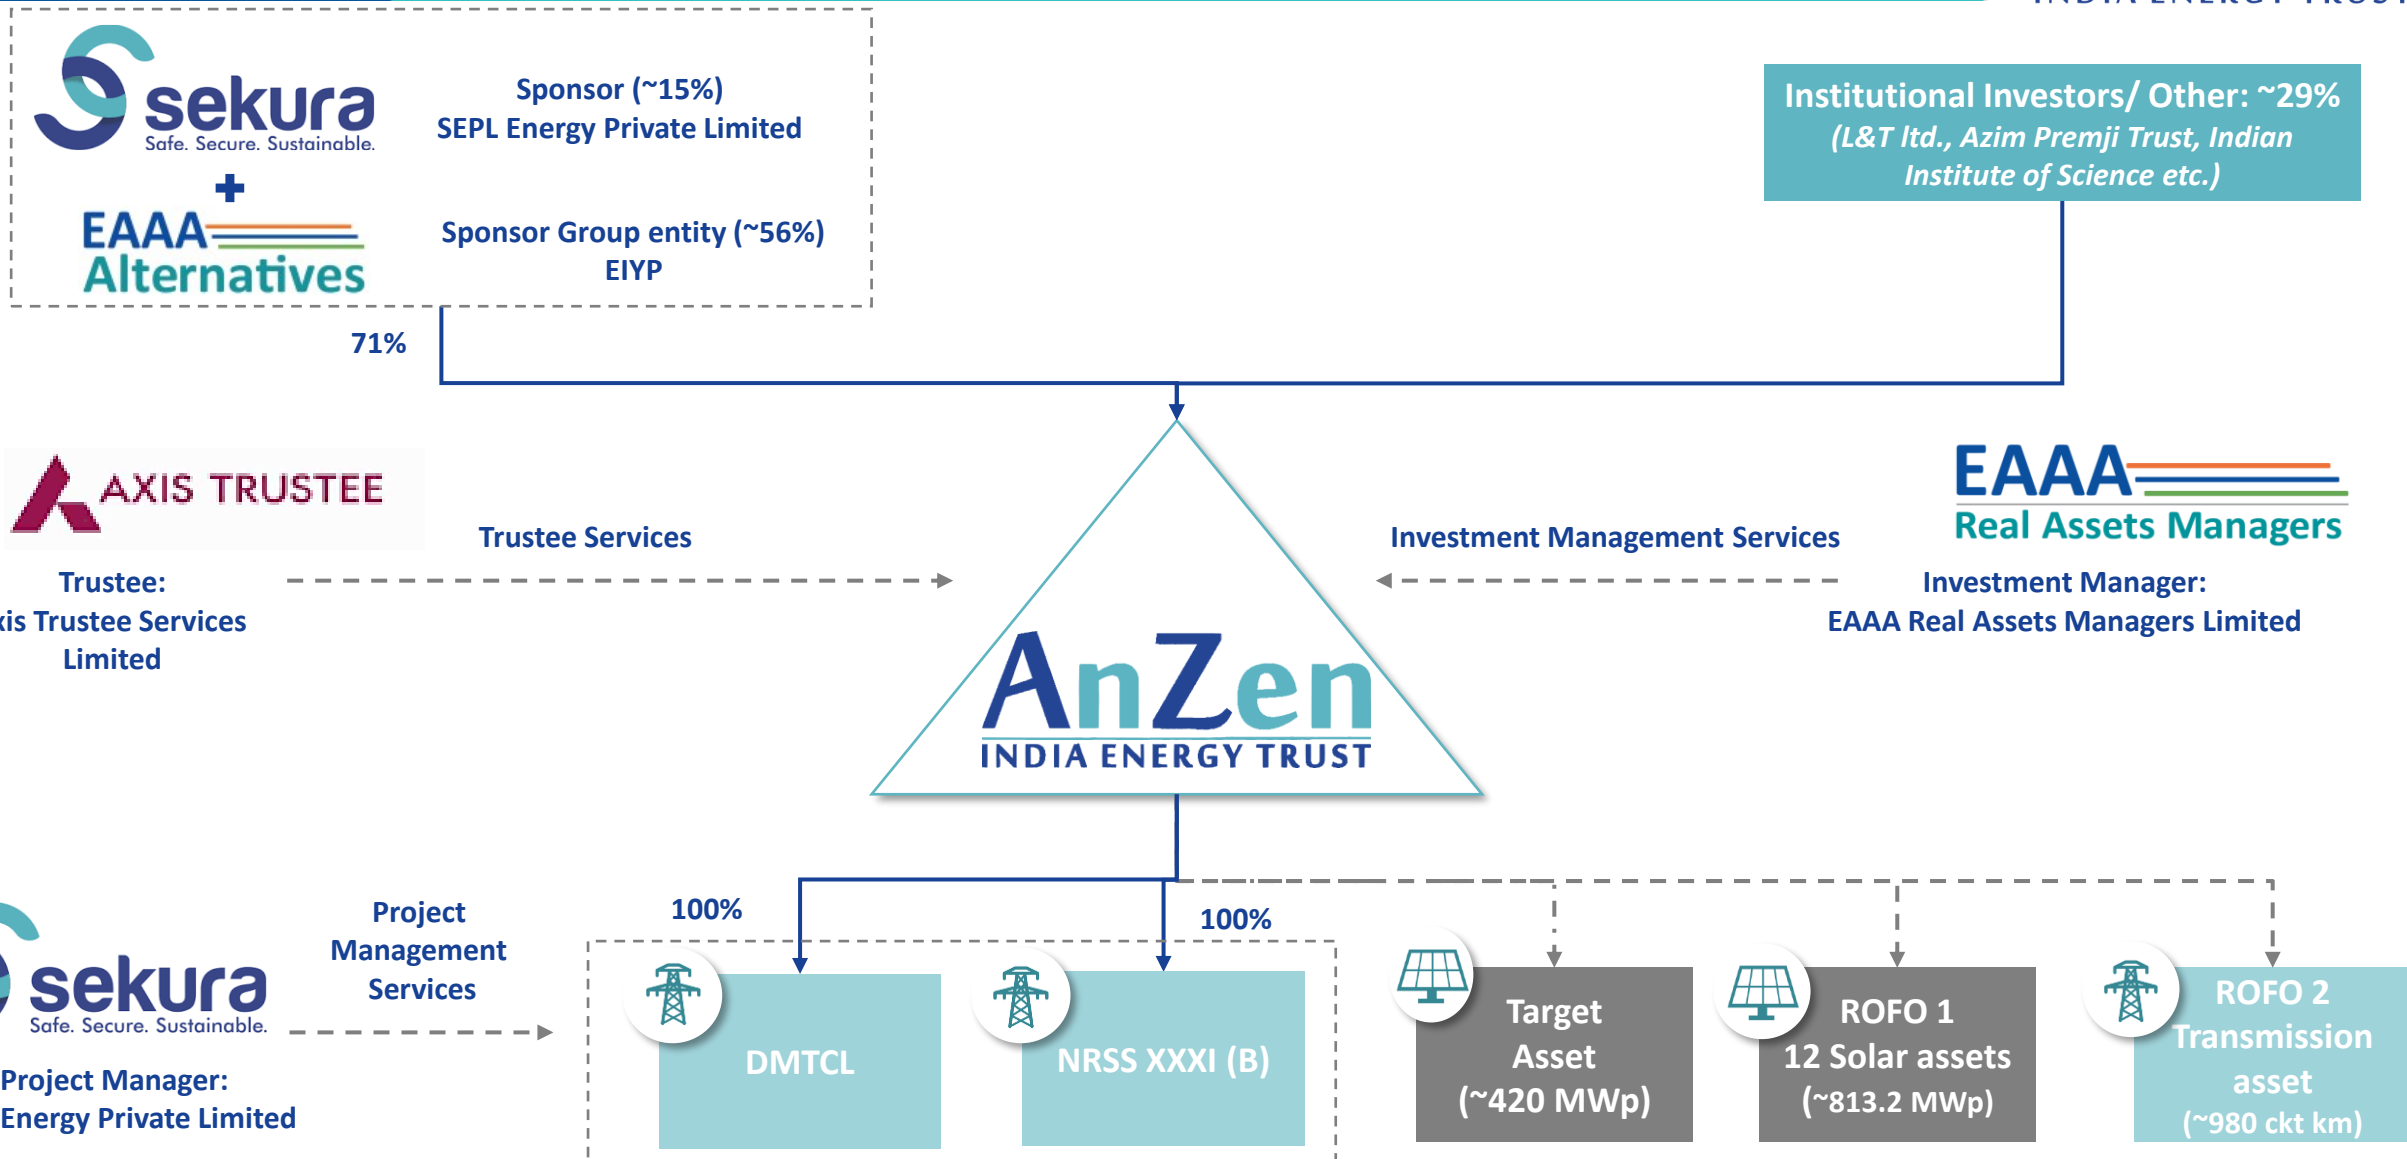 INDIA ENERGY TRUST
sekura
Safe. Secure. Sustainable.
EAAA
Alternatives
Sponsor (~15%)
SEPL Energy Private Limited
Sponsor Group entity (~56%)
EIYP
Institutional Investors/ Other: ~29%
(L&T ltd., Azim Premji Trust, Indian
Institute of Science etc.)
71%
AXIS TRUSTEE
Trustee:
xis Trustee Services
Limited
Trustee Services
Investment Management Services
EAAA
Real Assets Managers
Investment Manager:
EAAA Real Assets Managers Limited
AnZen
INDIA ENERGY TRUST
sekura
Safe. Secure. Sustainable.
Project Manager:
Energy Private Limited
Project
Management
Services
100%
100%
DMTCL
NRSS XXXI (B)
Target
Asset
(~420 MWp)
ROFO 1
12 Solar assets
(~813.2 MWp)
ROFO 2
Transmission
asset
(~980 ckt km)